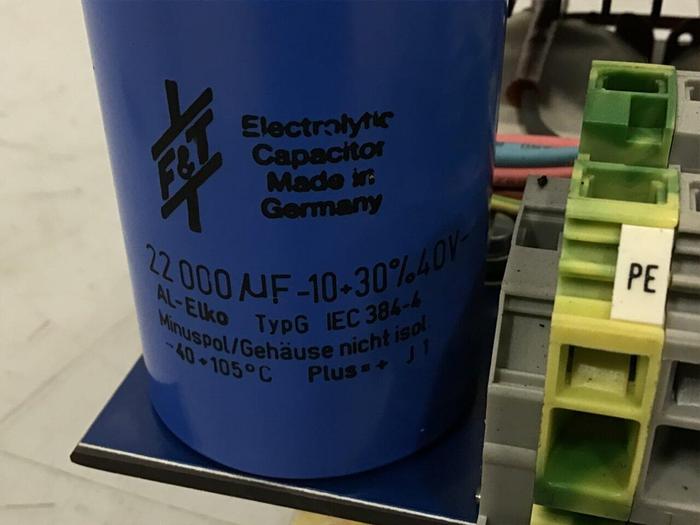 F&T
Electrolytic
Capacitor
Made in
Germany
22 000 µF -10+30% 40V-
AL-Elko TypG IEC 384-4
Minuspol/Gehäuse nicht isol.
-40+105°C Plus=+ J1
PE